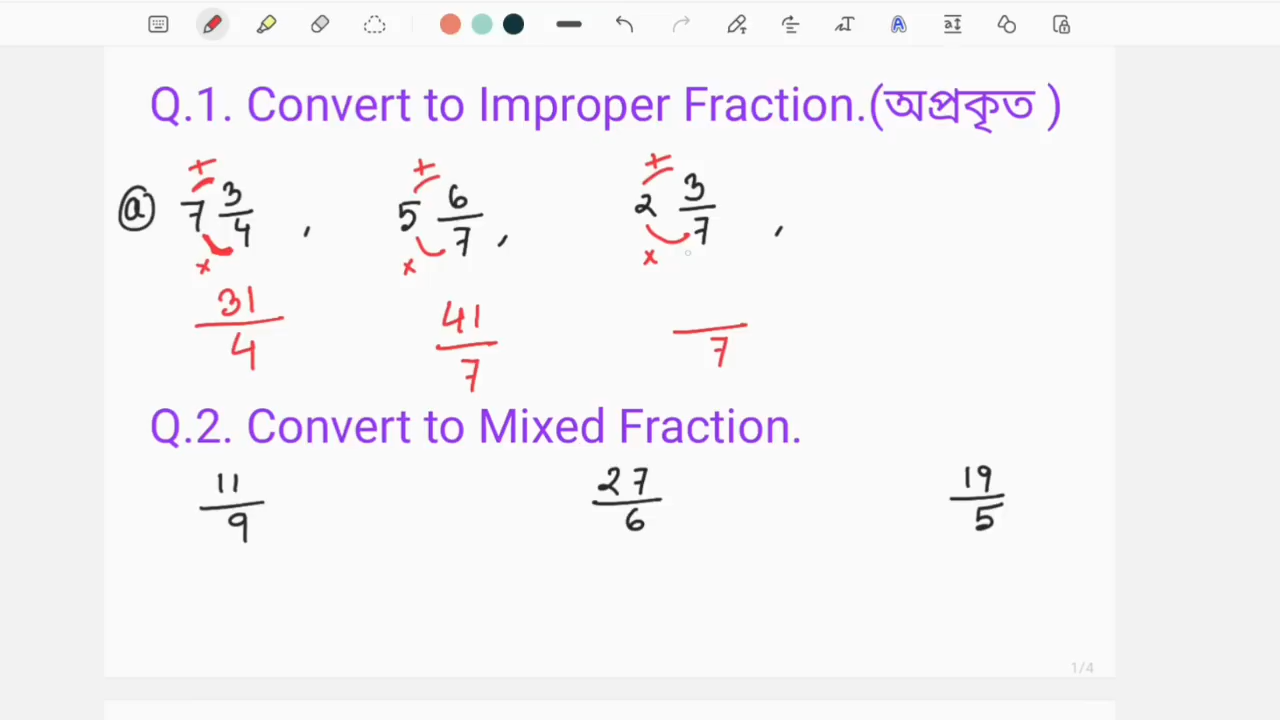 Q.1. Convert to Improper Fraction.(অপ্রকৃত )
ⓐ 7 3/4 , 5 6/7 , 2 3/7 ,
+ + +
x x x
31/4 41/7 /7
Q.2. Convert to Mixed Fraction.
11/9 27/6 19/5
1/4